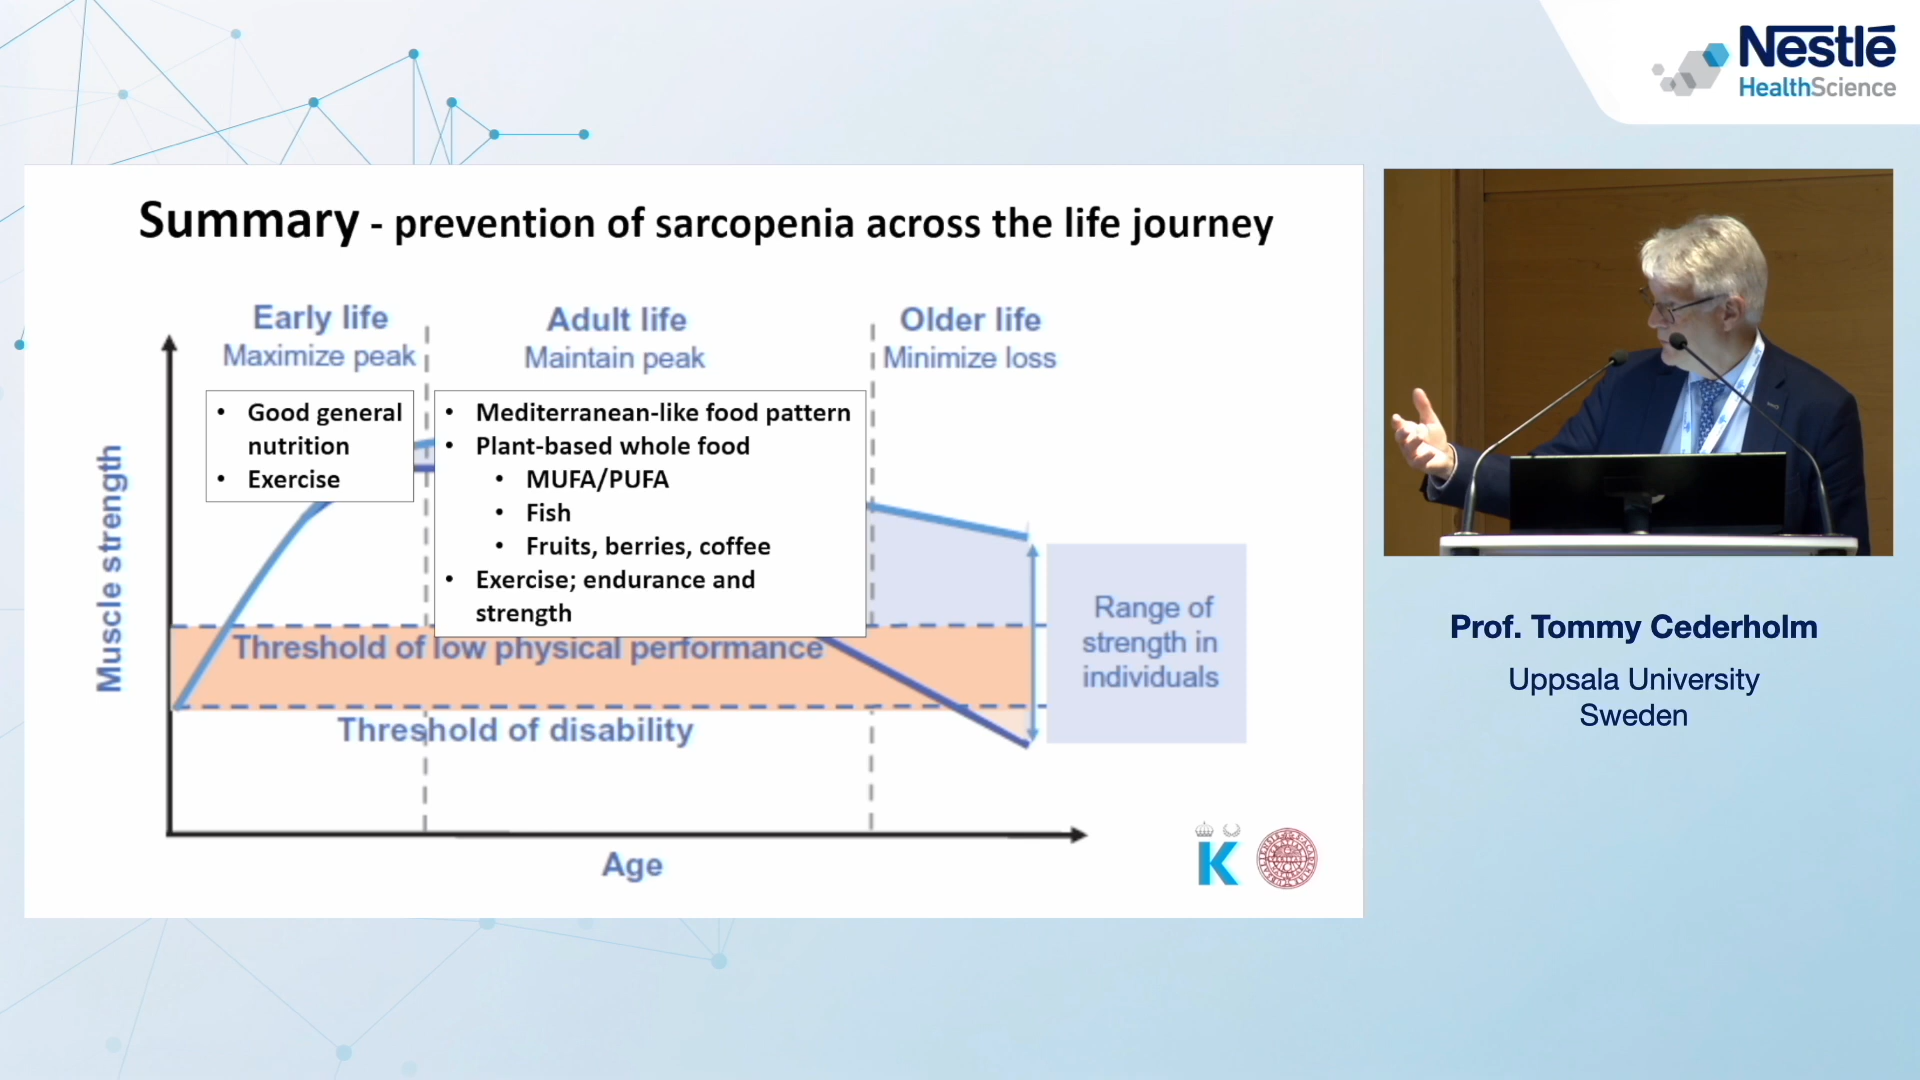 Nestlé
HealthScience
Summary - prevention of sarcopenia across the life journey
Early life
Maximize peak
Adult life
Maintain peak
Older life
Minimize loss
• Good general
nutrition
• Exercise
• Mediterranean-like food pattern
• Plant-based whole food
• MUFA/PUFA
• Fish
• Fruits, berries, coffee
• Exercise; endurance and
strength
Muscle strength
Threshold of low physical performance
Threshold of disability
Range of
strength in
individuals
Age
K
Prof. Tommy Cederholm
Uppsala University
Sweden